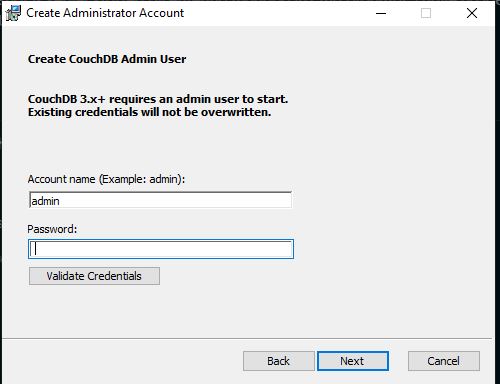 Create Administrator Account
Create CouchDB Admin User
CouchDB 3.x+ requires an admin user to start.
Existing credentials will not be overwritten.
Account name (Example: admin):
admin
Password:
Validate Credentials
Back Next Cancel